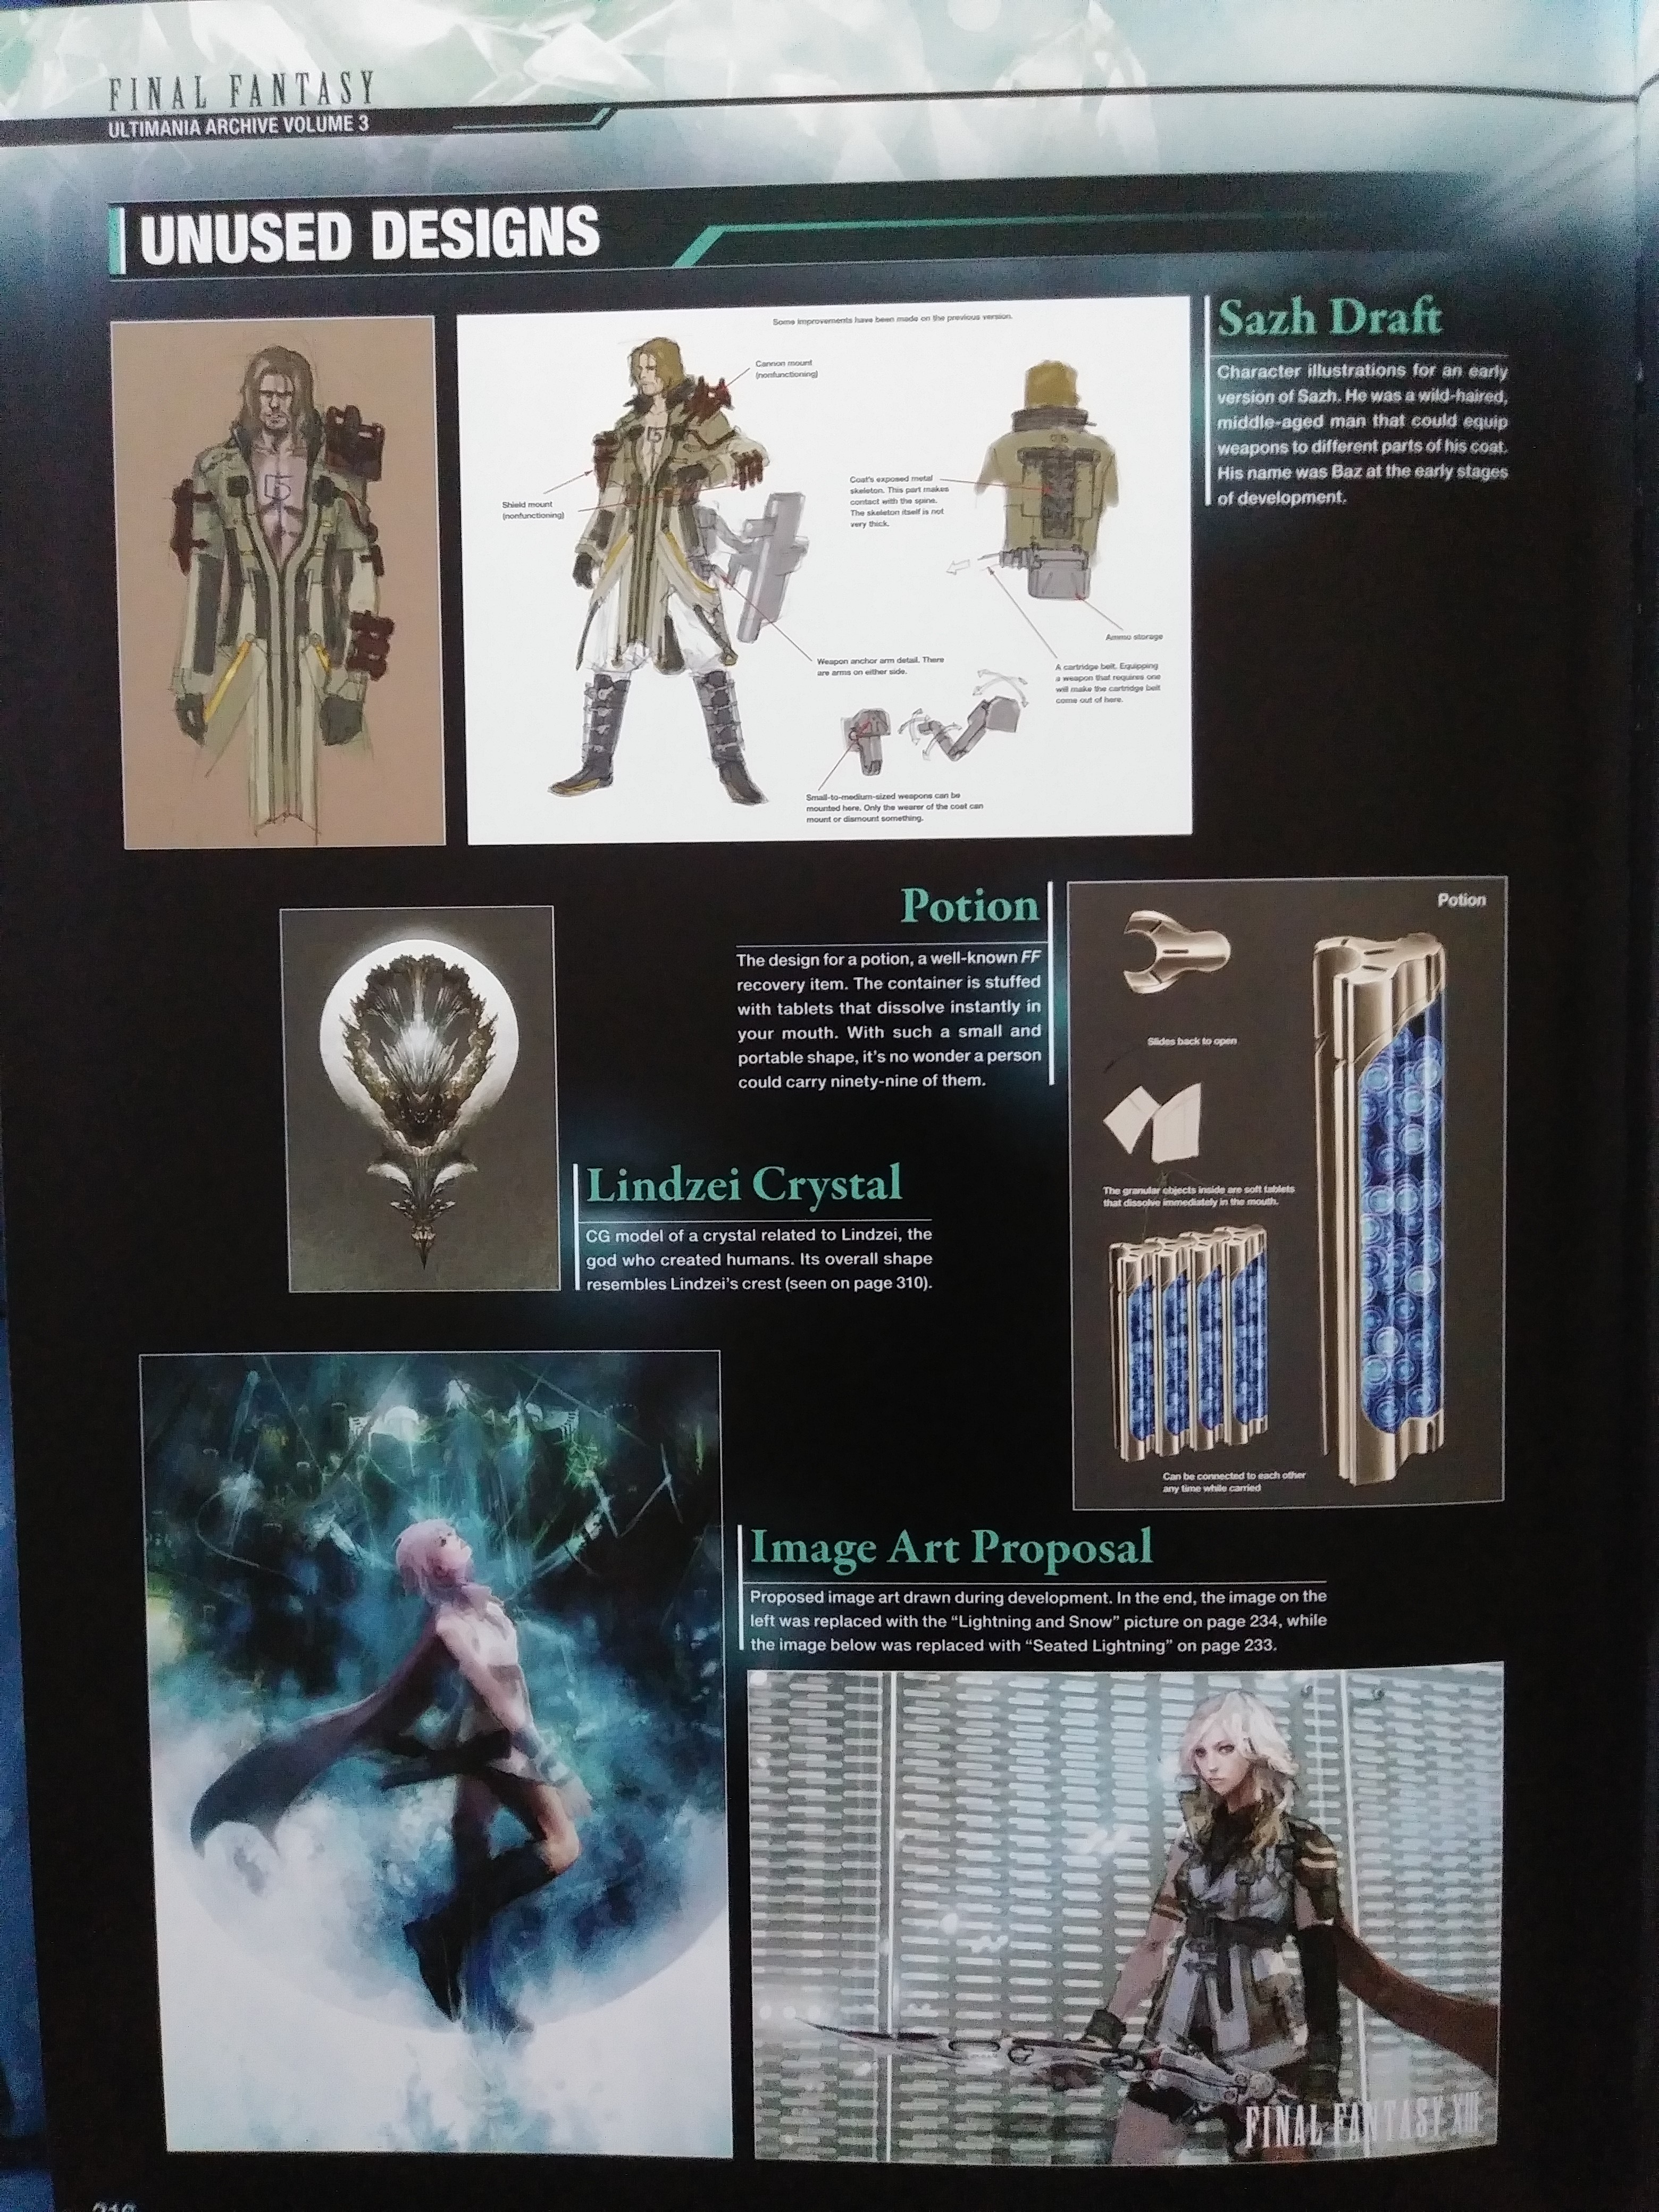 FINAL FANTASY
ULTIMANIA ARCHIVE VOLUME 3
UNUSED DESIGNS
Some improvements have been made on the previous version.
Cannon mount
(nonfunctioning)
Shield mount
(nonfunctioning)
Coat's exposed metal
skeleton. This part makes
contact with the spine.
The skeleton itself is not
very thick.
Ammo storage
Weapon anchor arm detail. There
are arms on either side.
A cartridge belt. Equipping
a weapon that requires one
will make the cartridge belt
come out of here.
Small-to-medium-sized weapons can be
mounted here. Only the wearer of the coat can
mount or dismount something.
Sazh Draft
Character illustrations for an early
version of Sazh. He was a wild-haired,
middle-aged man that could equip
weapons to different parts of his coat.
His name was Baz at the early stages
of development.
Potion
The design for a potion, a well-known FF
recovery item. The container is stuffed
with tablets that dissolve instantly in
your mouth. With such a small and
portable shape, it's no wonder a person
could carry ninety-nine of them.
Potion
Slides back to open
The granular objects inside are soft tablets
that dissolve immediately in the mouth.
Can be connected to each other
any time while carried
Lindzei Crystal
CG model of a crystal related to Lindzei, the
god who created humans. Its overall shape
resembles Lindzei's crest (seen on page 310).
Image Art Proposal
Proposed image art drawn during development. In the end, the image on the
left was replaced with the “Lightning and Snow” picture on page 234, while
the image below was replaced with “Seated Lightning” on page 233.
FINAL FANTASY XIII